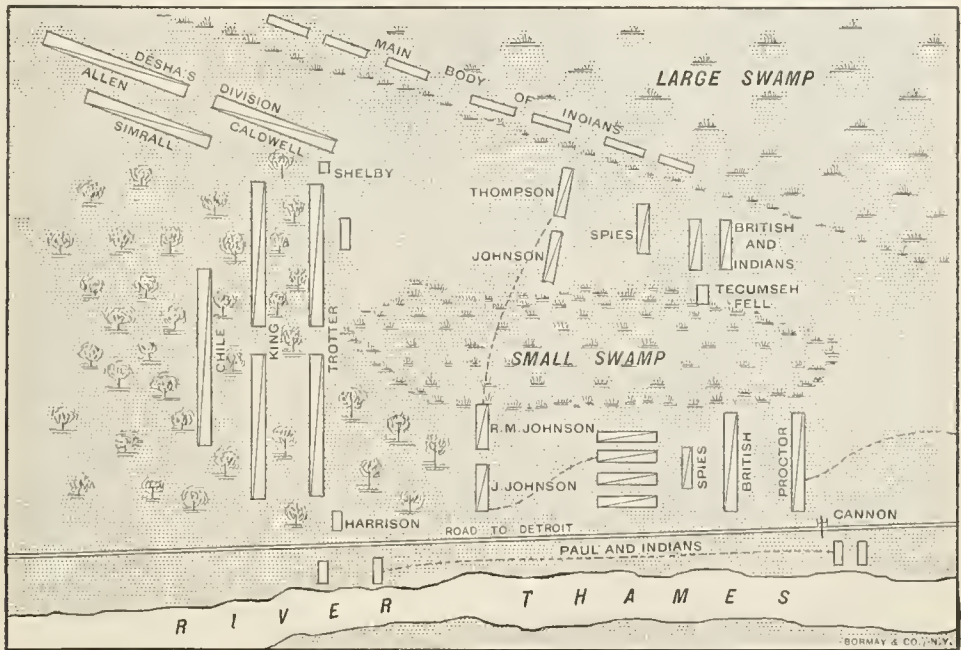 MAIN
BODY
OF
INDIANS
LARGE SWAMP
DESHA'S
DIVISION
ALLEN
CALDWELL
SIMRALL
SHELBY
THOMPSON
SPIES
BRITISH
AND
INDIANS
JOHNSON
TECUMSEH
FELL
CHILE
KING
TROTTER
SMALL SWAMP
R.M. JOHNSON
J. JOHNSON
SPIES
BRITISH
PROCTOR
HARRISON
ROAD TO DETROIT
CANNON
PAUL AND INDIANS
RIVER THAMES
BORMAY & CO., N.Y.